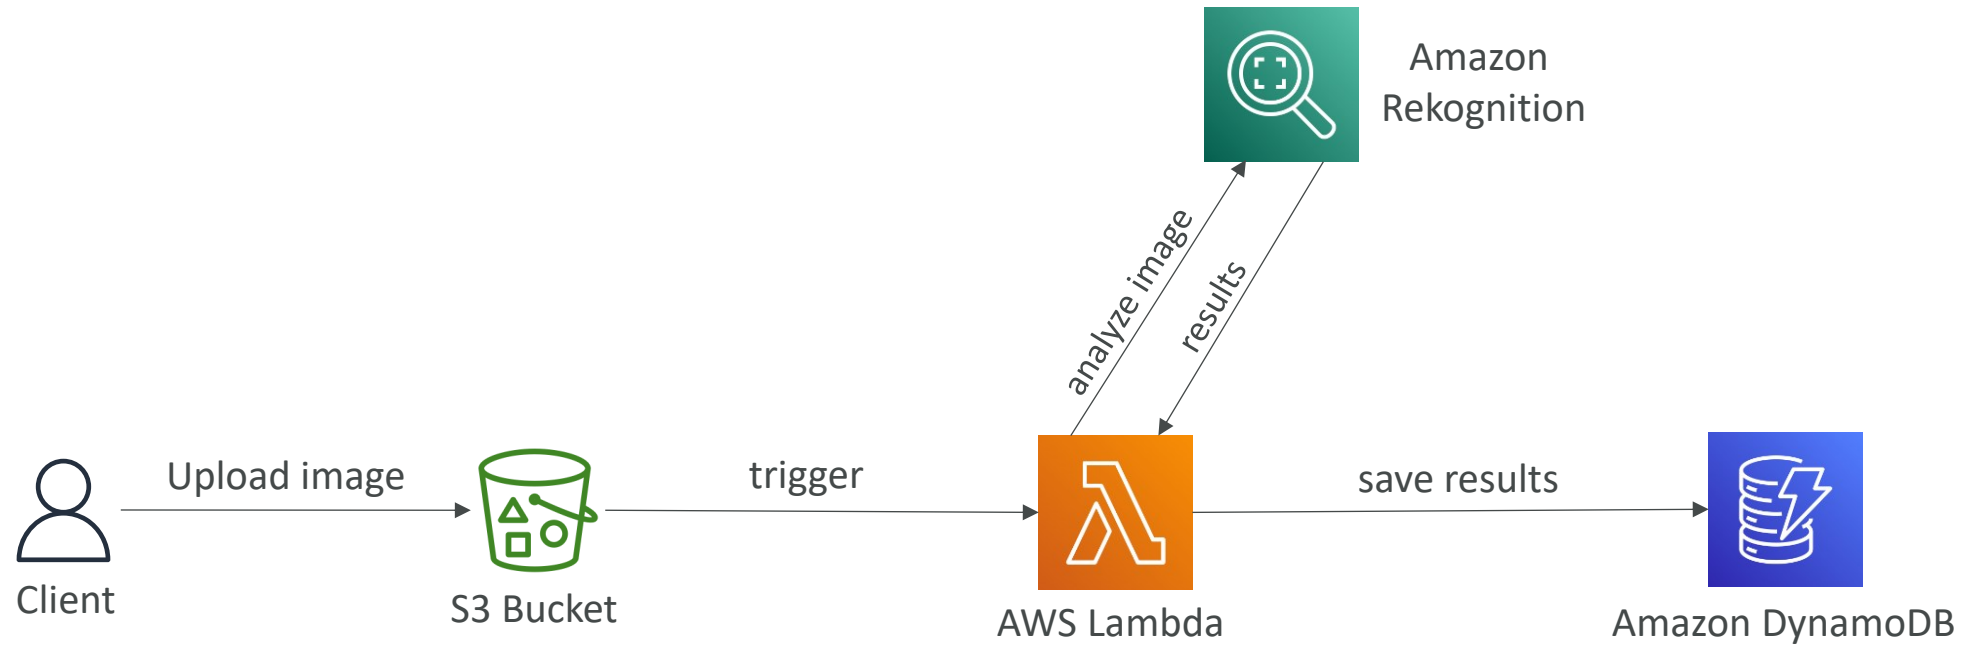 Amazon
Rekognition
analyze image
results
Upload image
trigger
save results
Client
S3 Bucket
AWS Lambda
Amazon DynamoDB